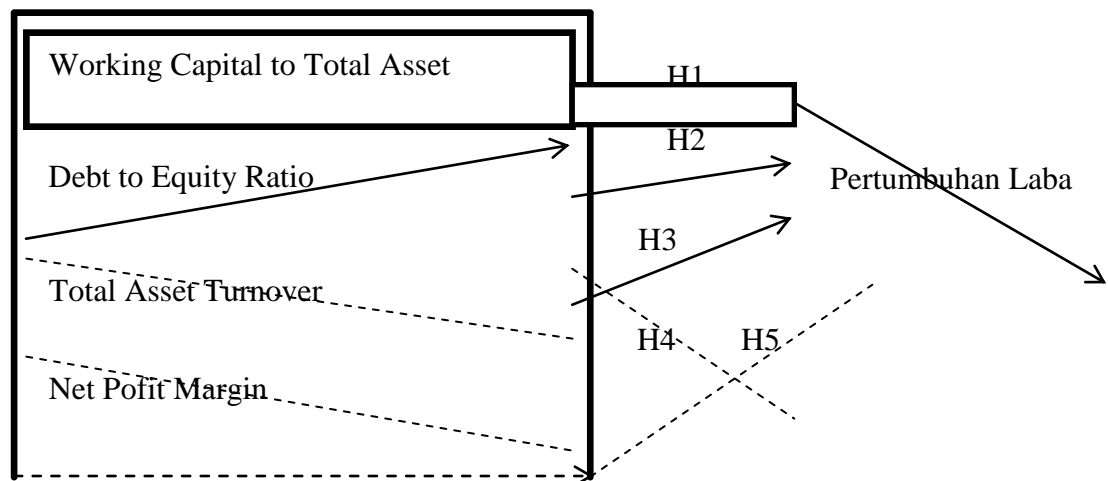 Working Capital to Total Asset
H1
H2
Debt to Equity Ratio
Pertumbuhan Laba
H3
Total Asset Turnover
H4
H5
Net Pofit Margin